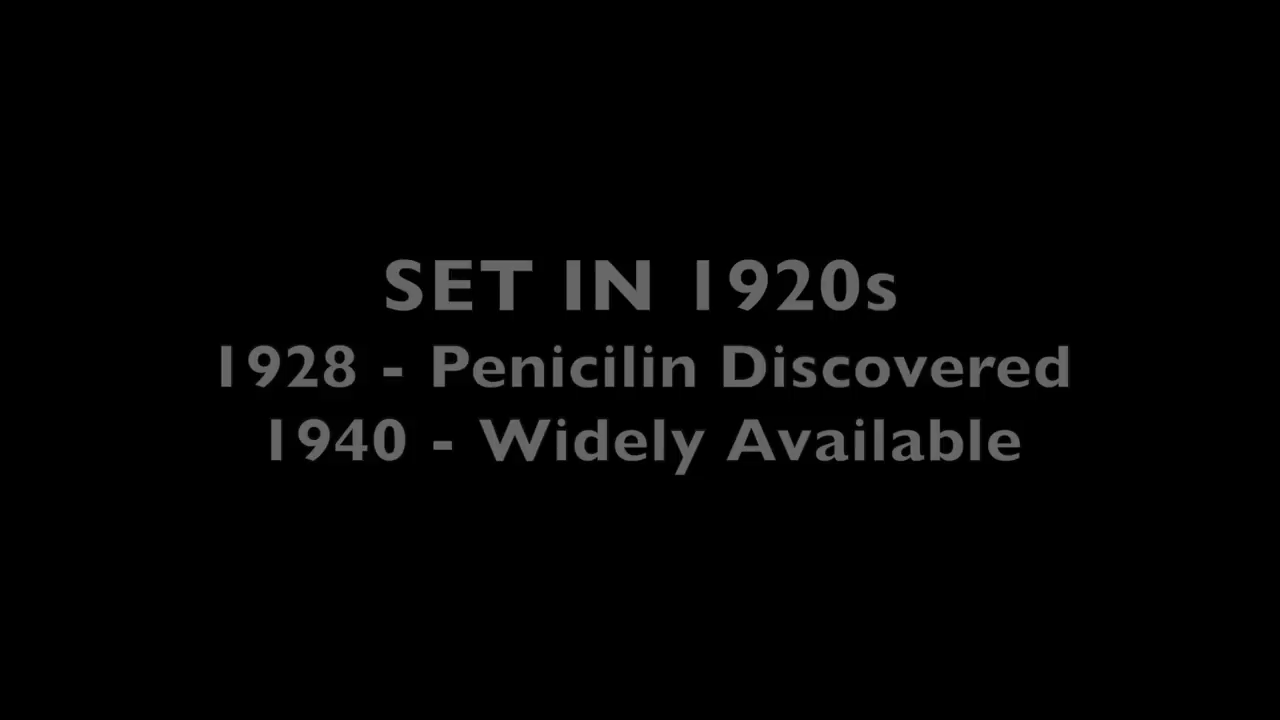 SET IN 1920s
1928 - Penicilin Discovered
1940 - Widely Available